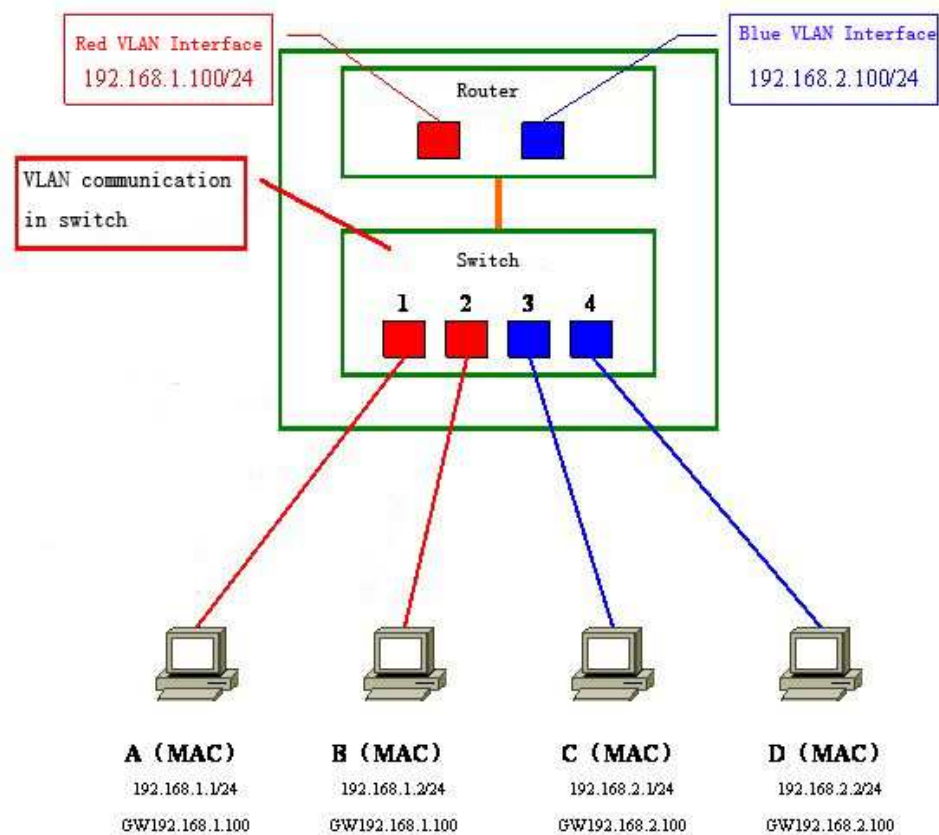 Red VLAN Interface
192.168.1.100/24
Blue VLAN Interface
192.168.2.100/24
Router
VLAN communication
in switch
Switch
1 2 3 4
A (MAC) B (MAC) C (MAC) D (MAC)
192.168.1.1/24 192.168.1.2/24 192.168.2.1/24 192.168.2.2/24
GW192.168.1.100 GW192.168.1.100 GW192.168.2.100 GW192.168.2.100